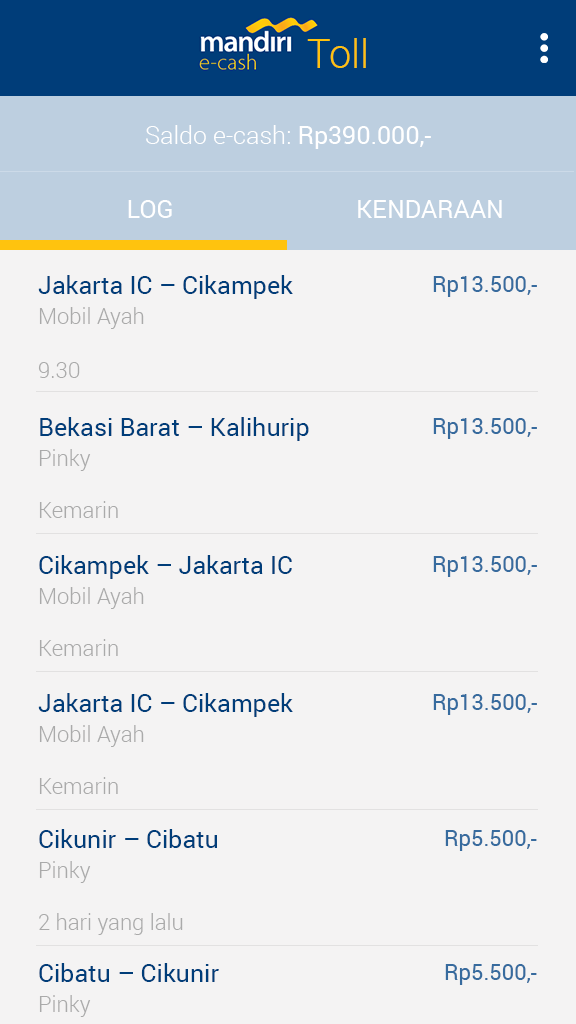 mandiri
e-cash
Toll
Saldo e-cash: Rp390.000,-
LOG KENDARAAN
Jakarta IC – Cikampek Rp13.500,-
Mobil Ayah
9.30
Bekasi Barat – Kalihurip Rp13.500,-
Pinky
Kemarin
Cikampek – Jakarta IC Rp13.500,-
Mobil Ayah
Kemarin
Jakarta IC – Cikampek Rp13.500,-
Mobil Ayah
Kemarin
Cikunir – Cibatu Rp5.500,-
Pinky
2 hari yang lalu
Cibatu – Cikunir Rp5.500,-
Pinky